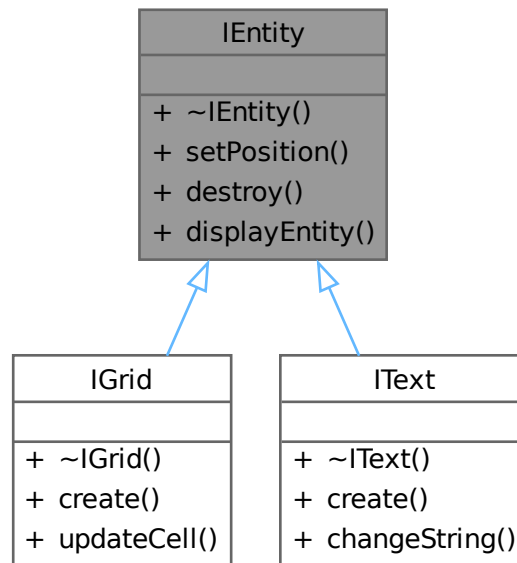 IEntity
+ ~IEntity()
+ setPosition()
+ destroy()
+ displayEntity()
IGrid
+ ~IGrid()
+ create()
+ updateCell()
IText
+ ~IText()
+ create()
+ changeString()